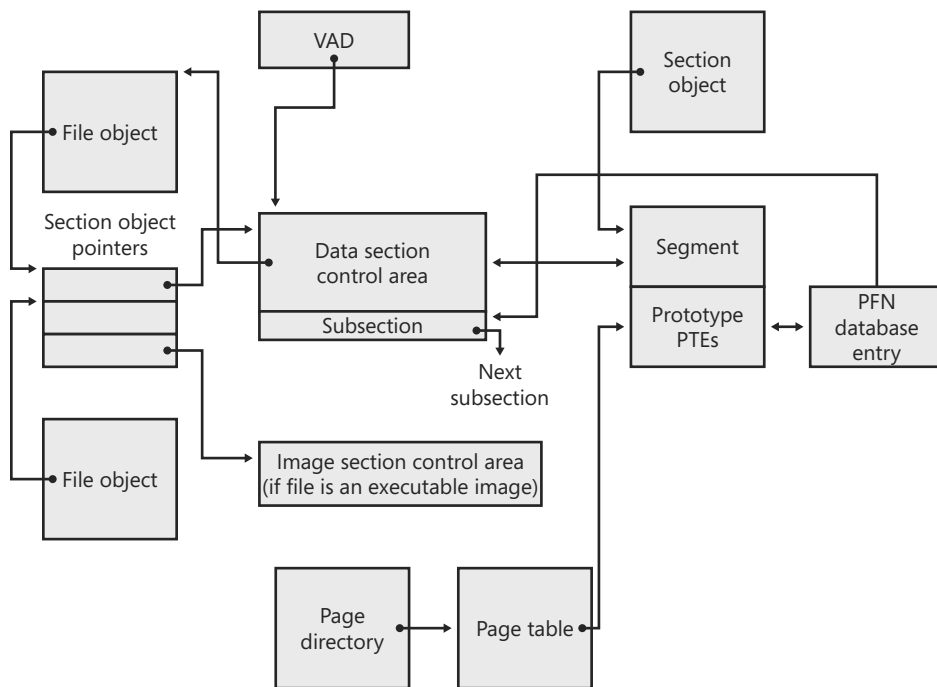 VAD
Section
object
File object
Section object
pointers
Data section
control area
Segment
Subsection
Prototype
PTEs
PFN
database
entry
Next
subsection
File object
Image section control area
(if file is an executable image)
Page
directory
Page table